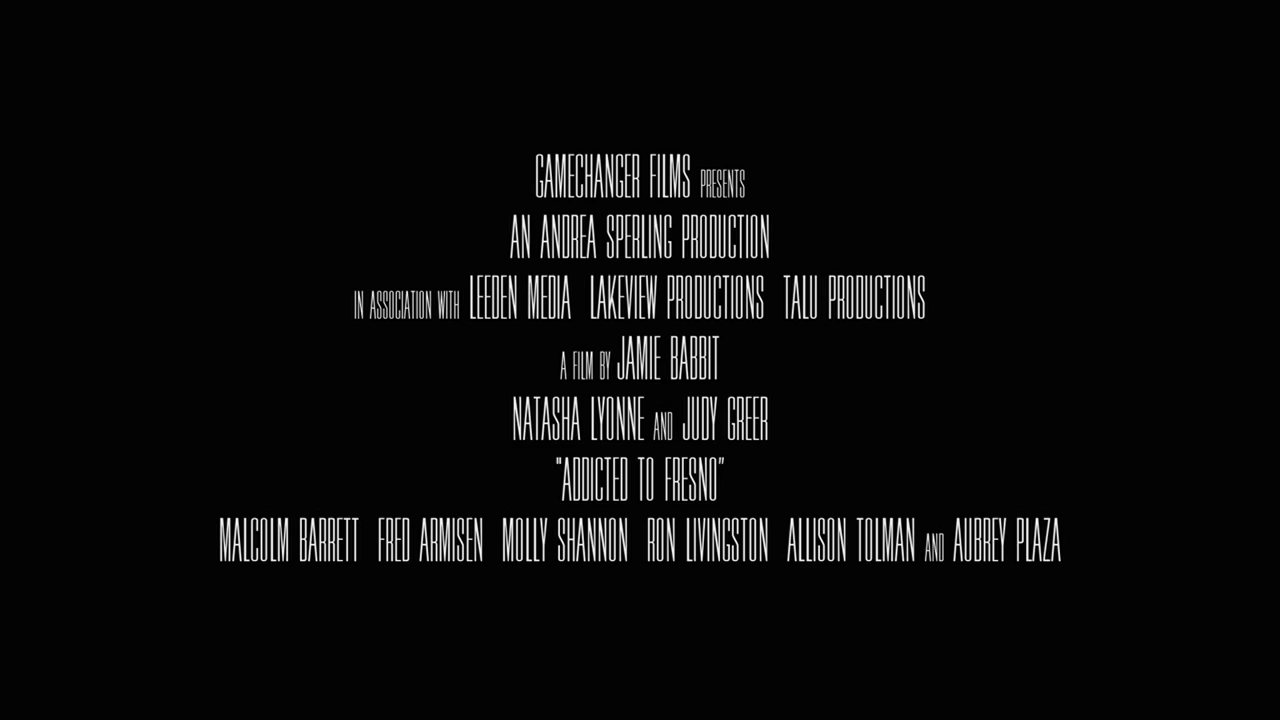 GAMECHANGER FILMS PRESENTS
AN ANDREA SPERLING PRODUCTION
IN ASSOCIATION WITH LEEDEN MEDIA LAKEVIEW PRODUCTIONS TALU PRODUCTIONS
A FILM BY JAMIE BABBIT
NATASHA LYONNE AND JUDY GREER
"ADDICTED TO FRESNO"
MALCOLM BARRETT FRED ARMISEN MOLLY SHANNON RON LIVINGSTON ALLISON TOLMAN AND AUBREY PLAZA